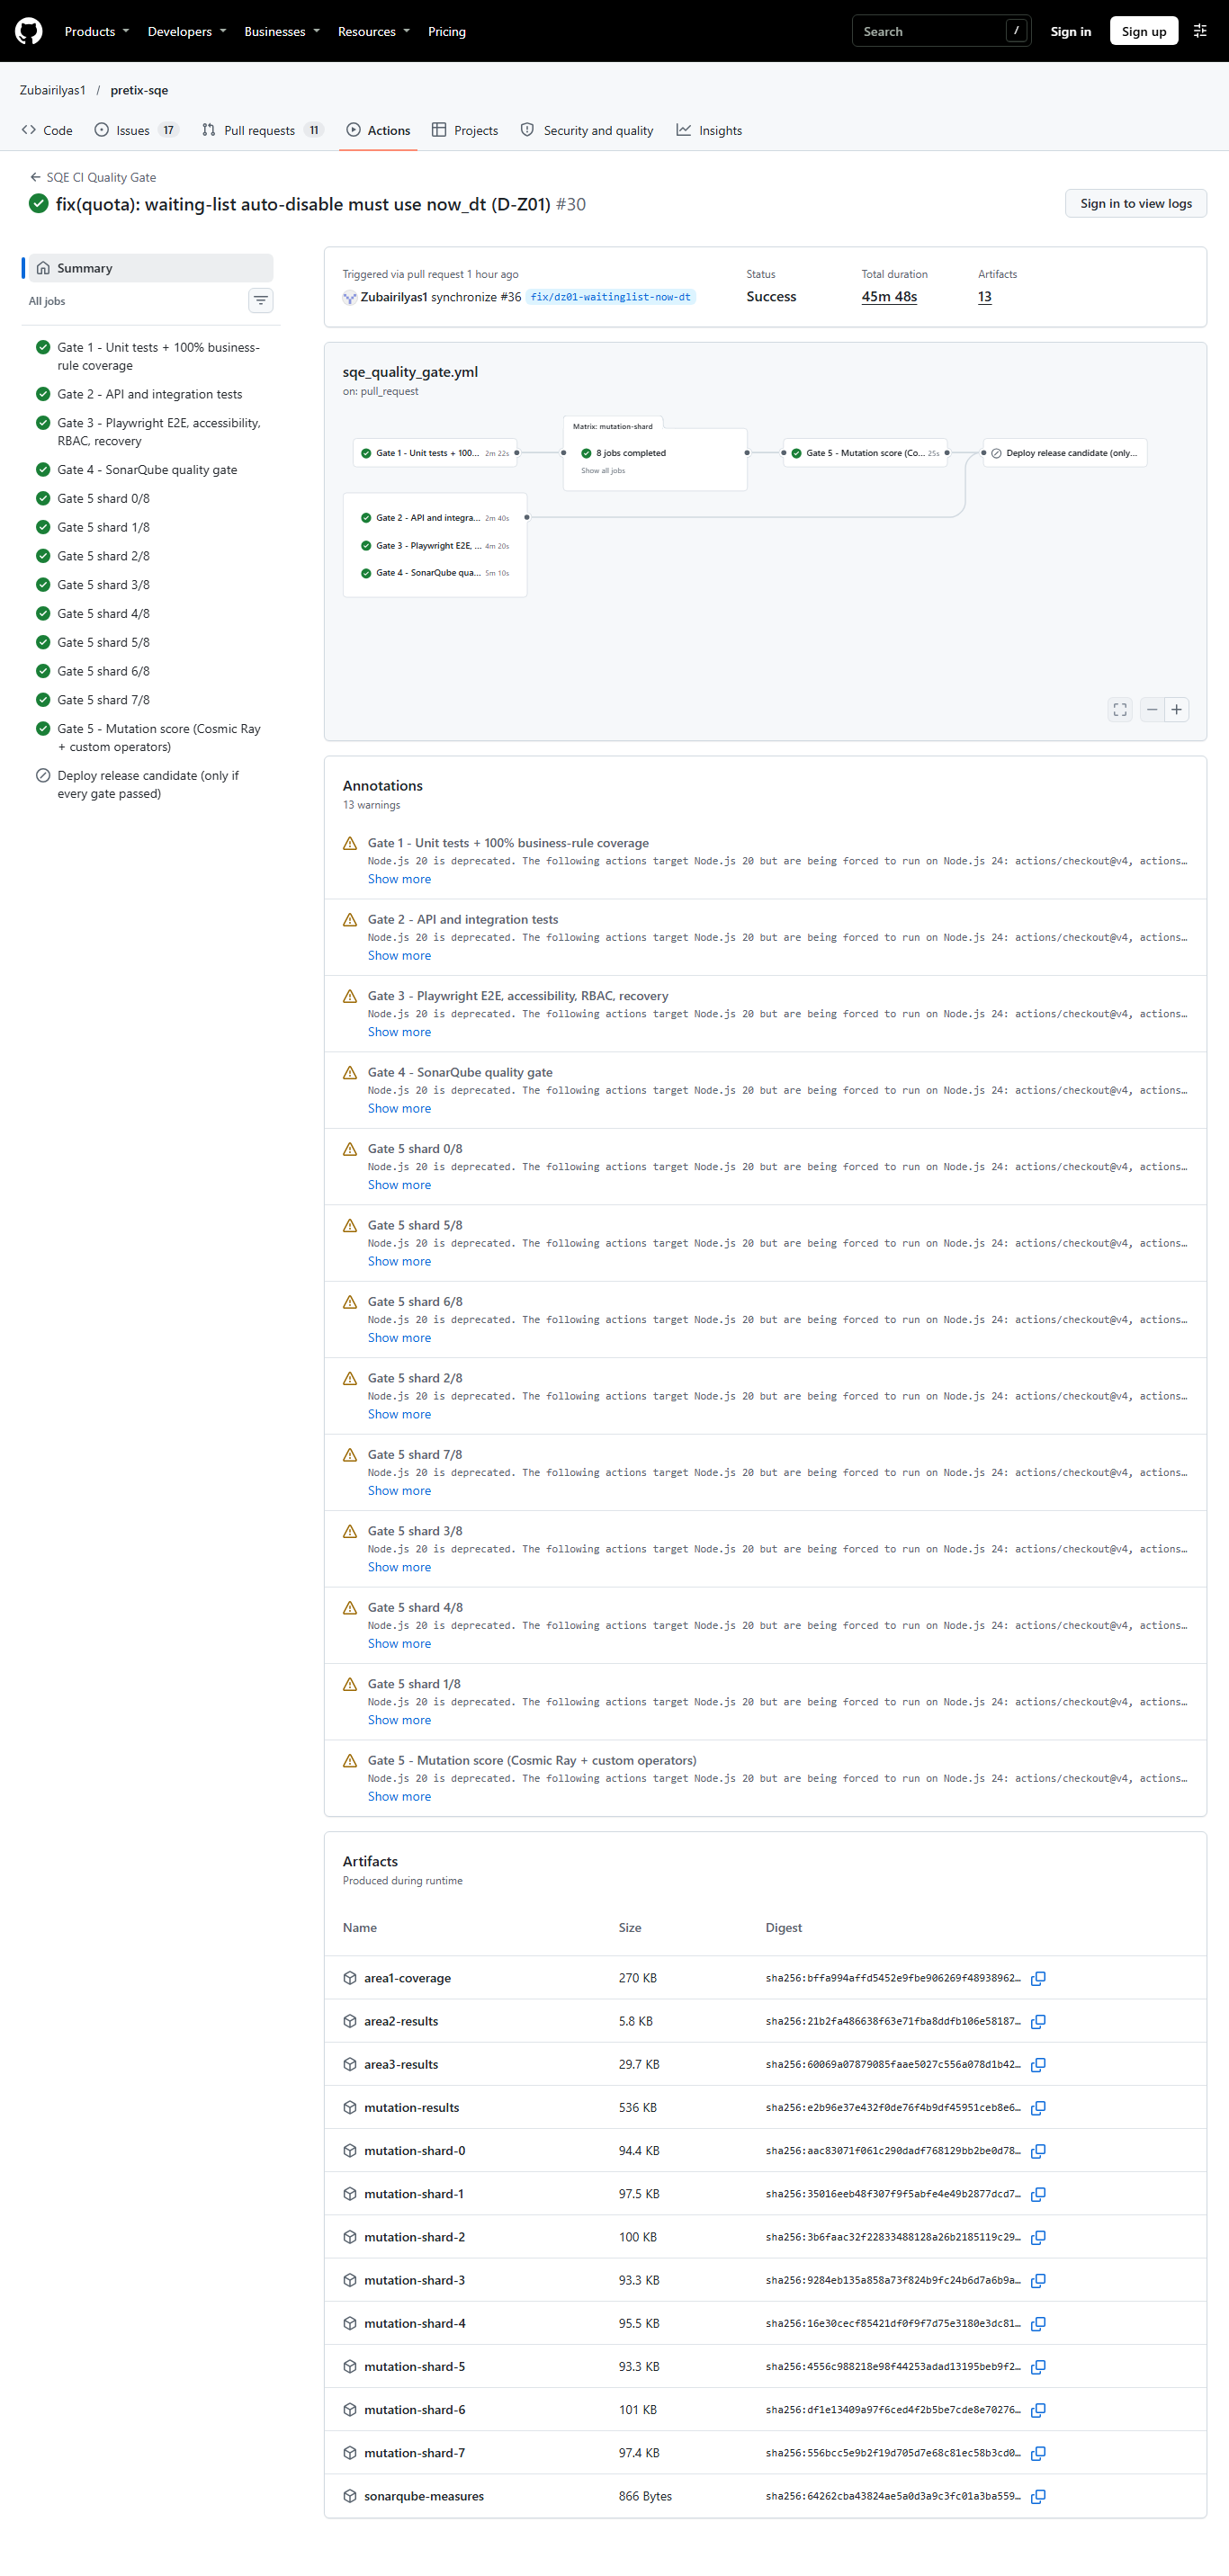 Products Developers Businesses Resources Pricing Search / Sign in Sign up
Zubairilyas1 / pretix-sqe
Code Issues 17 Pull requests 11 Actions Projects Security and quality Insights
SQE CI Quality Gate
fix(quota): waiting-list auto-disable must use now_dt (D-Z01) #30
Sign in to view logs
Summary
All jobs
Gate 1 - Unit tests + 100% business-
rule coverage
Gate 2 - API and integration tests
Gate 3 - Playwright E2E, accessibility,
RBAC, recovery
Gate 4 - SonarQube quality gate
Gate 5 shard 0/8
Gate 5 shard 1/8
Gate 5 shard 2/8
Gate 5 shard 3/8
Gate 5 shard 4/8
Gate 5 shard 5/8
Gate 5 shard 6/8
Gate 5 shard 7/8
Gate 5 - Mutation score (Cosmic Ray
+ custom operators)
Deploy release candidate (only if
every gate passed)
Triggered via pull request 1 hour ago
Zubairilyas1 synchronize #36 fix/dz01-waitinglist-now-dt
Status
Success
Total duration
45m 48s
Artifacts
13
sqe_quality_gate.yml
on: pull_request
Gate 1 - Unit tests + 100... 2m 22s
Matrix: mutation-shard
8 jobs completed
Show all jobs
Gate 5 - Mutation score (Co... 25s
Deploy release candidate (only...
Gate 2 - API and integra... 2m 40s
Gate 3 - Playwright E2E, ... 4m 20s
Gate 4 - SonarQube qua... 5m 10s
Annotations
13 warnings
Gate 1 - Unit tests + 100% business-rule coverage
Node.js 20 is deprecated. The following actions target Node.js 20 but are being forced to run on Node.js 24: actions/checkout@v4, actions…
Show more
Gate 2 - API and integration tests
Node.js 20 is deprecated. The following actions target Node.js 20 but are being forced to run on Node.js 24: actions/checkout@v4, actions…
Show more
Gate 3 - Playwright E2E, accessibility, RBAC, recovery
Node.js 20 is deprecated. The following actions target Node.js 20 but are being forced to run on Node.js 24: actions/checkout@v4, actions…
Show more
Gate 4 - SonarQube quality gate
Node.js 20 is deprecated. The following actions target Node.js 20 but are being forced to run on Node.js 24: actions/checkout@v4, actions…
Show more
Gate 5 shard 0/8
Node.js 20 is deprecated. The following actions target Node.js 20 but are being forced to run on Node.js 24: actions/checkout@v4, actions…
Show more
Gate 5 shard 5/8
Node.js 20 is deprecated. The following actions target Node.js 20 but are being forced to run on Node.js 24: actions/checkout@v4, actions…
Show more
Gate 5 shard 6/8
Node.js 20 is deprecated. The following actions target Node.js 20 but are being forced to run on Node.js 24: actions/checkout@v4, actions…
Show more
Gate 5 shard 2/8
Node.js 20 is deprecated. The following actions target Node.js 20 but are being forced to run on Node.js 24: actions/checkout@v4, actions…
Show more
Gate 5 shard 7/8
Node.js 20 is deprecated. The following actions target Node.js 20 but are being forced to run on Node.js 24: actions/checkout@v4, actions…
Show more
Gate 5 shard 3/8
Node.js 20 is deprecated. The following actions target Node.js 20 but are being forced to run on Node.js 24: actions/checkout@v4, actions…
Show more
Gate 5 shard 4/8
Node.js 20 is deprecated. The following actions target Node.js 20 but are being forced to run on Node.js 24: actions/checkout@v4, actions…
Show more
Gate 5 shard 1/8
Node.js 20 is deprecated. The following actions target Node.js 20 but are being forced to run on Node.js 24: actions/checkout@v4, actions…
Show more
Gate 5 - Mutation score (Cosmic Ray + custom operators)
Node.js 20 is deprecated. The following actions target Node.js 20 but are being forced to run on Node.js 24: actions/checkout@v4, actions…
Show more
Artifacts
Produced during runtime
Name Size Digest
area1-coverage 270 KB sha256:bffa994affd5452e9fbe906269f48938962…
area2-results 5.8 KB sha256:21b2fa486638f63e71fba8ddfb106e58187…
area3-results 29.7 KB sha256:60069a07879085faae5027c556a078d1b42…
mutation-results 536 KB sha256:e2b96e37e432f0de76f4b9df45951ceb8e6…
mutation-shard-0 94.4 KB sha256:aac83071f061c290dadf768129bb2be0d78…
mutation-shard-1 97.5 KB sha256:35016eeb48f307f9f5abfe4e49b2877dcd7…
mutation-shard-2 100 KB sha256:3b6faac32f22833488128a26b2185119c29…
mutation-shard-3 93.3 KB sha256:9284eb135a858a73f824b9fc24b6d7a6b9a…
mutation-shard-4 95.5 KB sha256:16e30cecf85421df0f9f7d75e3180e3dc81…
mutation-shard-5 93.3 KB sha256:4556c988218e98f44253adad13195beb9f2…
mutation-shard-6 101 KB sha256:df1e13409a97f6ced4f2b5be7cde8e70276…
mutation-shard-7 97.4 KB sha256:556bcc5e9b2f19d705d7e68c81ec58b3cd0…
sonarqube-measures 866 Bytes sha256:64262cba43824ae5a0d3a9c3fc01a3ba559…